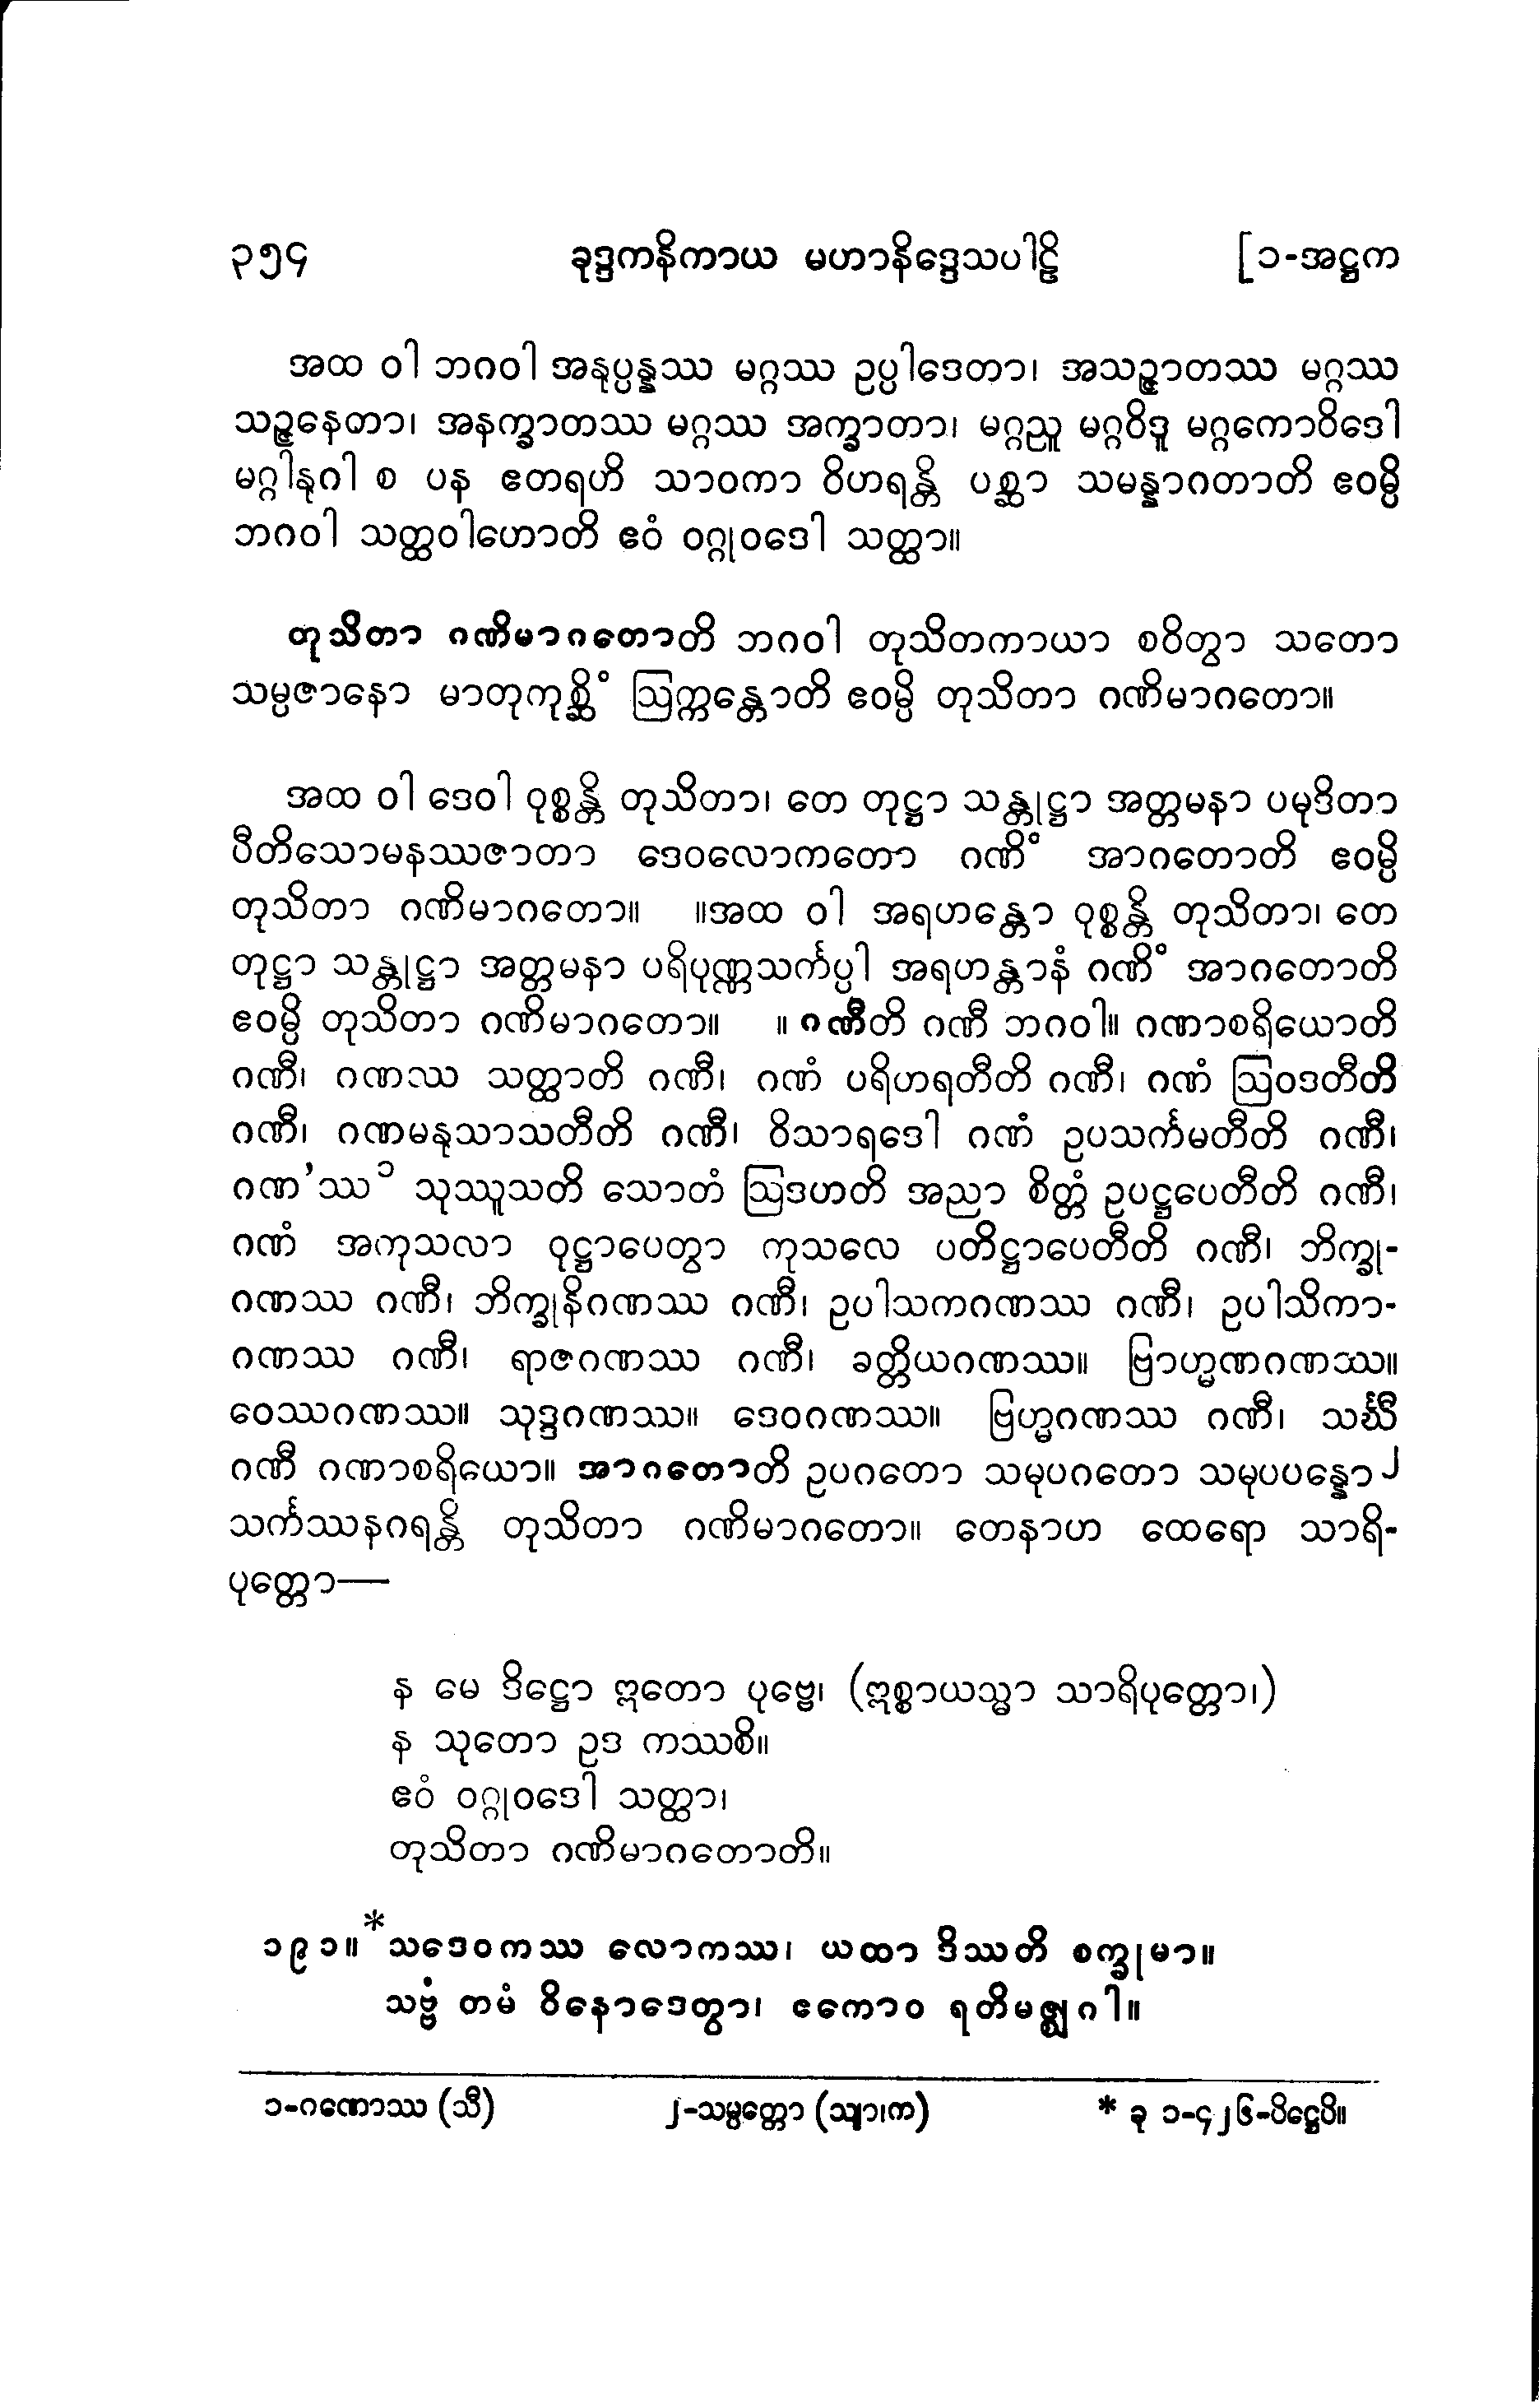 ၃၅၄ ခုဒ္ဒကနိကာယ မဟာနိဒ္ဒေသပါဠိ [၁-အဋ္ဌက
အထ ဝါ ဘဂဝါ အနုပ္ပန္နဿ မဂ္ဂဿ ဥပ္ပါဒေတာ၊ အသဉ္ဇာတဿ မဂ္ဂဿ
သဉ္ဇနေတာ၊ အနက္ခာတဿ မဂ္ဂဿ အက္ခာတာ၊ မဂ္ဂညူ မဂ္ဂဝိဒူ မဂ္ဂကောဝိဒေါ
မဂ္ဂါနုဂါ စ ပန ဧတရဟိ သာဝကာ ဝိဟရန္တိ ပစ္ဆာ သမန္နာဂတာတိ ဧဝမ္ပိ
ဘဂဝါ သတ္ထဝါဟောတိ ဧဝံ ဝဂ္ဂုဝဒေါ သတ္ထာ။
တုသိတာ ဂဏိမာဂတောတိ ဘဂဝါ တုသိတကာယာ စဝိတွာ သတော
သမ္ပဇာနော မာတုကုစ္ဆိံ ဩက္ကန္တောတိ ဧဝမ္ပိ တုသိတာ ဂဏိမာဂတော။
အထ ဝါ ဒေဝါ ဝုစ္စန္တိ တုသိတာ၊ တေ တုဋ္ဌာ သန္တုဋ္ဌာ အတ္တမနာ ပမုဒိတာ
ပီတိသောမနဿဇာတာ ဒေဝလောကတော ဂဏိံ အာဂတောတိ ဧဝမ္ပိ
တုသိတာ ဂဏိမာဂတော။ ။အထ ဝါ အရဟန္တော ဝုစ္စန္တိ တုသိတာ၊ တေ
တုဋ္ဌာ သန္တုဋ္ဌာ အတ္တမနာ ပရိပုဏ္ဏသင်္ကပ္ပါ အရဟန္တာနံ ဂဏိံ အာဂတောတိ
ဧဝမ္ပိ တုသိတာ ဂဏိမာဂတော။ ။ဂဏီတိ ဂဏီ ဘဂဝါ။ ဂဏာစရိယောတိ
ဂဏီ၊ ဂဏဿ သတ္ထာတိ ဂဏီ၊ ဂဏံ ပရိဟရတီတိ ဂဏီ၊ ဂဏံ ဩဝဒတီတိ
ဂဏီ၊ ဂဏမနုသာသတီတိ ဂဏီ၊ ဝိသာရဒေါ ဂဏံ ဥပသင်္ကမတီတိ ဂဏီ၊
ဂဏ’ဿ၁ သုဿူသတိ သောတံ ဩဒဟတိ အညာ စိတ္တံ ဥပဋ္ဌပေတီတိ ဂဏီ၊
ဂဏံ အကုသလာ ဝုဋ္ဌာပေတွာ ကုသလေ ပတိဋ္ဌာပေတီတိ ဂဏီ၊ ဘိက္ခု-
ဂဏဿ ဂဏီ၊ ဘိက္ခုနိဂဏဿ ဂဏီ၊ ဥပါသကဂဏဿ ဂဏီ၊ ဥပါသိကာ-
ဂဏဿ ဂဏီ၊ ရာဇဂဏဿ ဂဏီ၊ ခတ္တိယဂဏဿ။ ဗြာဟ္မဏဂဏဿ။
ဝေဿဂဏဿ။ သုဒ္ဒဂဏဿ။ ဒေဝဂဏဿ။ ဗြဟ္မဂဏဿ ဂဏီ၊ သင်္ဃီ
ဂဏီ ဂဏာစရိယော။ အာဂတောတိ ဥပဂတော သမုပဂတော သမုပပန္နော၂
သင်္ကဿနဂရန္တိ တုသိတာ ဂဏိမာဂတော။ တေနာဟ ထေရော သာရိ-
ပုတ္တော—
န မေ ဒိဋ္ဌော ဣတော ပုဗ္ဗေ၊ (ဣစ္စာယသ္မာ သာရိပုတ္တော၊)
န သုတော ဥဒ ကဿစိ။
ဧဝံ ဝဂ္ဂုဝဒေါ သတ္ထာ၊
တုသိတာ ဂဏိမာဂတောတိ။
၁၉၁။ *သဒေဝကဿ လောကဿ၊ ယထာ ဒိဿတိ စက္ခုမာ။
သဗ္ဗံ တမံ ဝိနောဒေတွာ၊ ဧကောဝ ရတိမဇ္ဈဂါ။
၁-ဂဏောဿ (သီ) ၂-သမ္ပတ္တော (သျာ၊က) * ခု ၁-၄၂၆-ပိဋ္ဌေပိ။